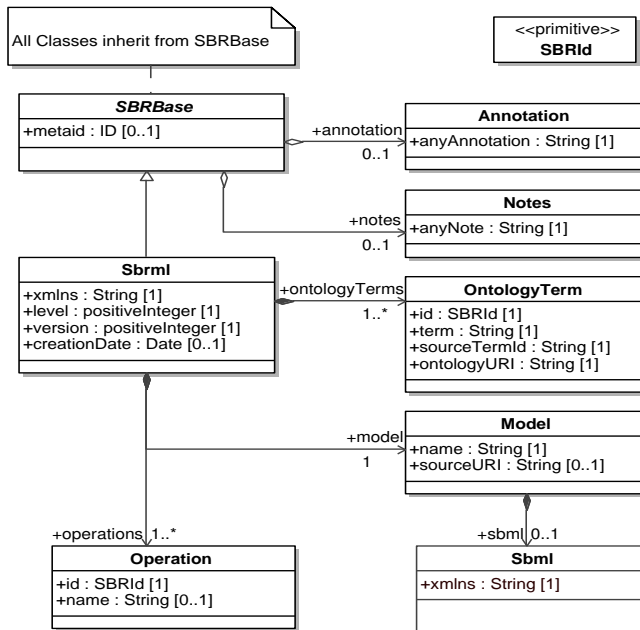 All Classes inherit from SBRBase
<<primitive>>
SBRId
SBRBase
+metaid : ID [0..1]
+annotation
0..1
Annotation
+anyAnnotation : String [1]
+notes
0..1
Notes
+anyNote : String [1]
Sbrml
+xmlns : String [1]
+level : positiveInteger [1]
+version : positiveInteger [1]
+creationDate : Date [0..1]
+ontologyTerms
1..*
OntologyTerm
+id : SBRId [1]
+term : String [1]
+sourceTermId : String [1]
+ontologyURI : String [1]
+model
1
Model
+name : String [1]
+sourceURI : String [0..1]
+operations 1..*
Operation
+id : SBRId [1]
+name : String [0..1]
+sbml 0..1
Sbml
+xmlns : String [1]